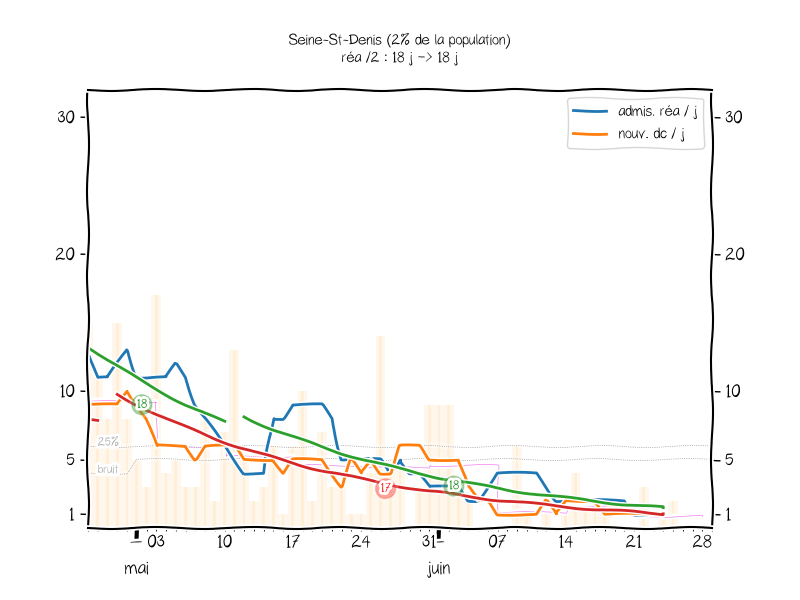 Seine-St-Denis (2% de la population)
réa /2 : 18 j -> 18 j
admis. réa / j
nouv. dc / j
30 30
20 20
10 10
5 5
1 1
18
25%
bruit
17
18
03 10 17 24 31 07 14 21 28
mai juin